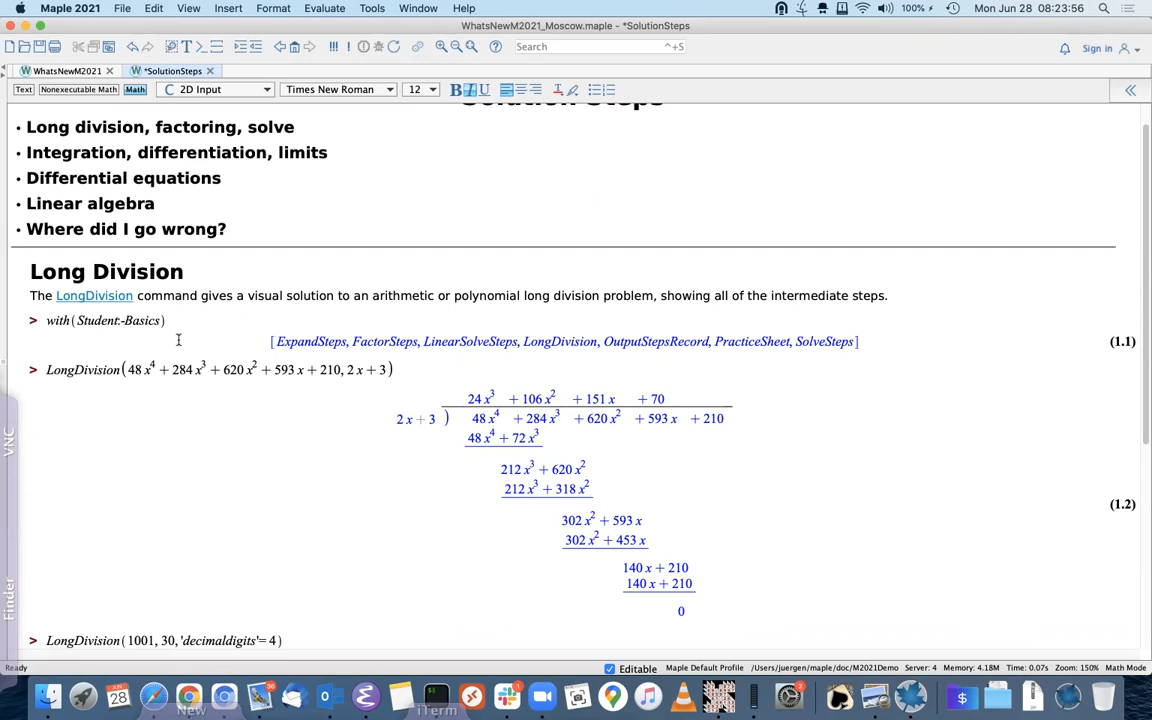 Maple 2021 File Edit View Insert Format Evaluate Tools Window Help 100% Mon Jun 28 08:23:56
WhatsNewM2021_Moscow.maple - *SolutionSteps
Search ^+S Sign in
WhatsNewM2021 × *SolutionSteps ×
Text Nonexecutable Math Math C 2D Input Times New Roman 12 B I U
Solution Steps
• Long division, factoring, solve
• Integration, differentiation, limits
• Differential equations
• Linear algebra
• Where did I go wrong?
Long Division
The LongDivision command gives a visual solution to an arithmetic or polynomial long division problem, showing all of the intermediate steps.
> with(Student:-Basics)
[ExpandSteps, FactorSteps, LinearSolveSteps, LongDivision, OutputStepsRecord, PracticeSheet, SolveSteps] (1.1)
> LongDivision(48 x^4 + 284 x^3 + 620 x^2 + 593 x + 210, 2 x + 3)
24 x^3 + 106 x^2 + 151 x + 70
2 x + 3 ) 48 x^4 + 284 x^3 + 620 x^2 + 593 x + 210
48 x^4 + 72 x^3
212 x^3 + 620 x^2
212 x^3 + 318 x^2
(1.2)
302 x^2 + 593 x
302 x^2 + 453 x
140 x + 210
140 x + 210
0
> LongDivision(1001, 30, 'decimaldigits'= 4)
VNC
Finder
Ready Editable Maple Default Profile /Users/juergen/maple/doc/M2021Demo Server: 4 Memory: 4.18M Time: 0.07s Zoom: 150% Math Mode
New iTerm